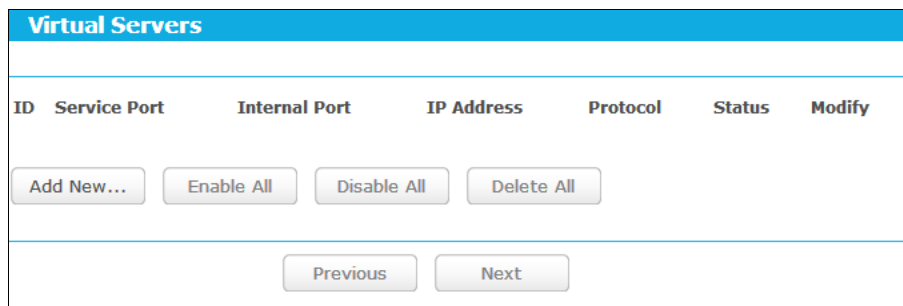 Virtual Servers
ID Service Port Internal Port IP Address Protocol Status Modify
Add New... Enable All Disable All Delete All
Previous Next